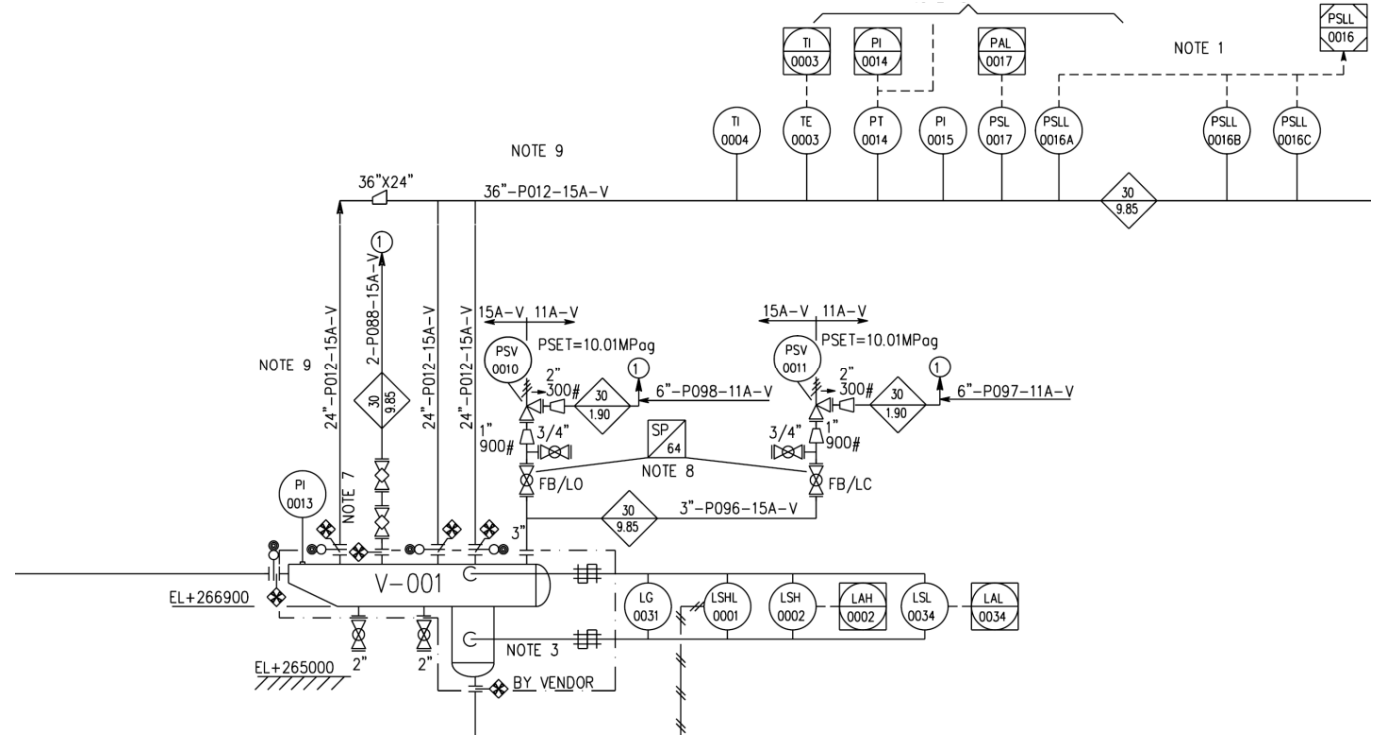 PSLL
0016
TI
0003
PI
0014
PAL
0017
NOTE 1
TI
0004
TE
0003
PT
0014
PI
0015
PSL
0017
PSLL
0016A
PSLL
0016B
PSLL
0016C
NOTE 9
36"X24"
36"-P012-15A-V
30
9.85
1
2-P088-15A-V
24"-P012-15A-V
24"-P012-15A-V
24"-P012-15A-V
NOTE 9
30
9.85
NOTE 7
15A-V
11A-V
PSET=10.01MPag
PSV
0010
2"
300#
30
1.90
1
6"-P098-11A-V
1"
900#
3/4"
FB/LO
SP
64
NOTE 8
15A-V
11A-V
PSET=10.01MPag
PSV
0011
2"
300#
30
1.90
1
6"-P097-11A-V
3/4"
1"
900#
FB/LC
30
9.85
3"-P096-15A-V
3"
PI
0013
V-001
EL+266900
2"
2"
EL+265000
NOTE 3
BY VENDOR
LG
0031
LSHL
0001
LSH
0002
LAH
0002
LSL
0034
LAL
0034